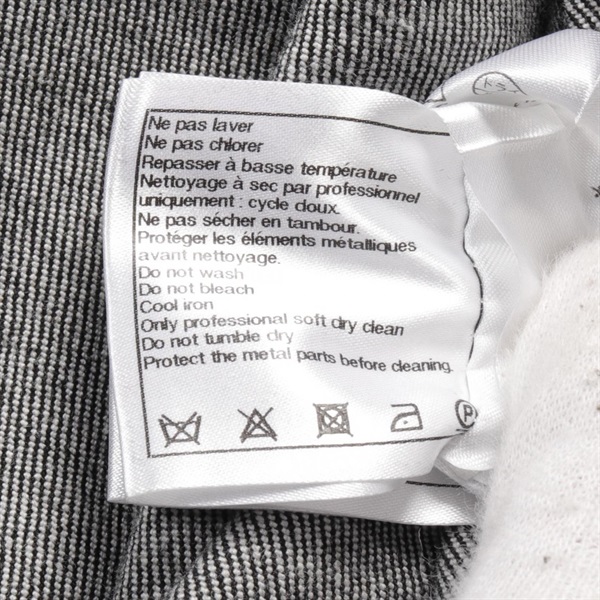 Ne pas laver
Ne pas chlorer
Repasser à basse température
Nettoyage à sec par professionnel
uniquement : cycle doux.
Ne pas sécher en tambour.
Protéger les éléments métalliques
avant nettoyage.
Do not wash
Do not bleach
Cool iron
Only professional soft dry clean
Do not tumble dry
Protect the metal parts before cleaning.
P